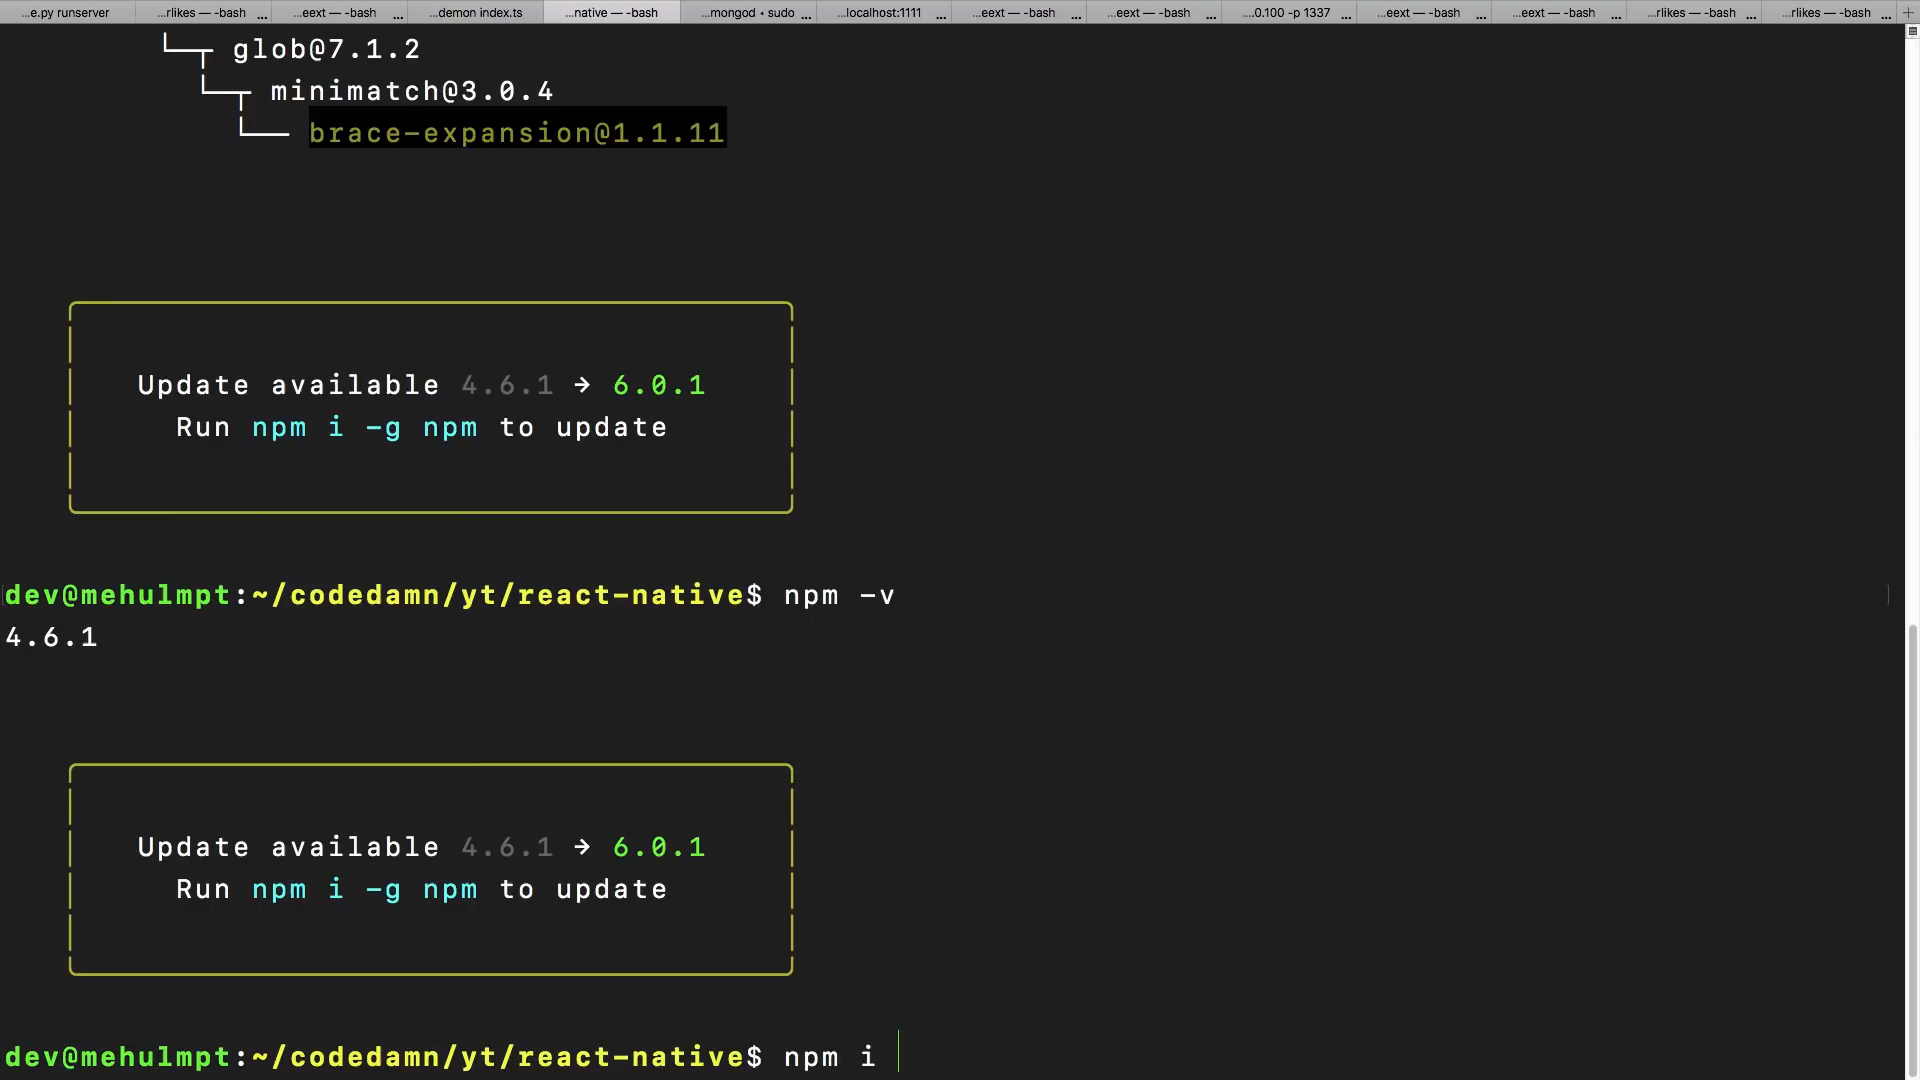 ...e.py runserver ...rlikes — -bash ... ...eext — -bash ... ...demon index.ts ...native — -bash ...mongod ◂ sudo ... ...localhost:1111 ... ...eext — -bash ... ...eext — -bash ... ....0.100 -p 1337 ... ...eext — -bash ... ...eext — -bash ... ...rlikes — -bash ... ...rlikes — -bash ... +
└─┬ glob@7.1.2
└─┬ minimatch@3.0.4
└── brace-expansion@1.1.11
Update available 4.6.1 → 6.0.1
Run npm i -g npm to update
dev@mehulmpt:~/codedamn/yt/react-native$ npm -v
4.6.1
Update available 4.6.1 → 6.0.1
Run npm i -g npm to update
dev@mehulmpt:~/codedamn/yt/react-native$ npm i